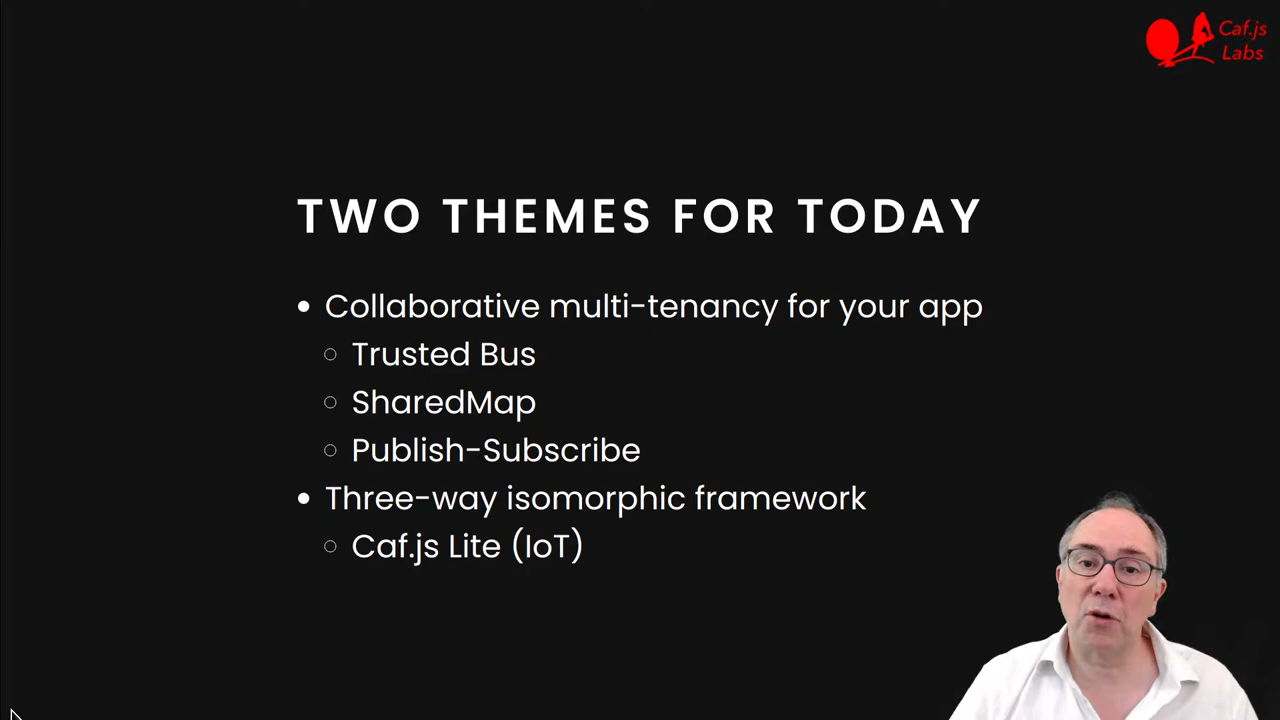 Caf.js
Labs
TWO THEMES FOR TODAY
Collaborative multi-tenancy for your app
Trusted Bus
SharedMap
Publish-Subscribe
Three-way isomorphic framework
Caf.js Lite (IoT)